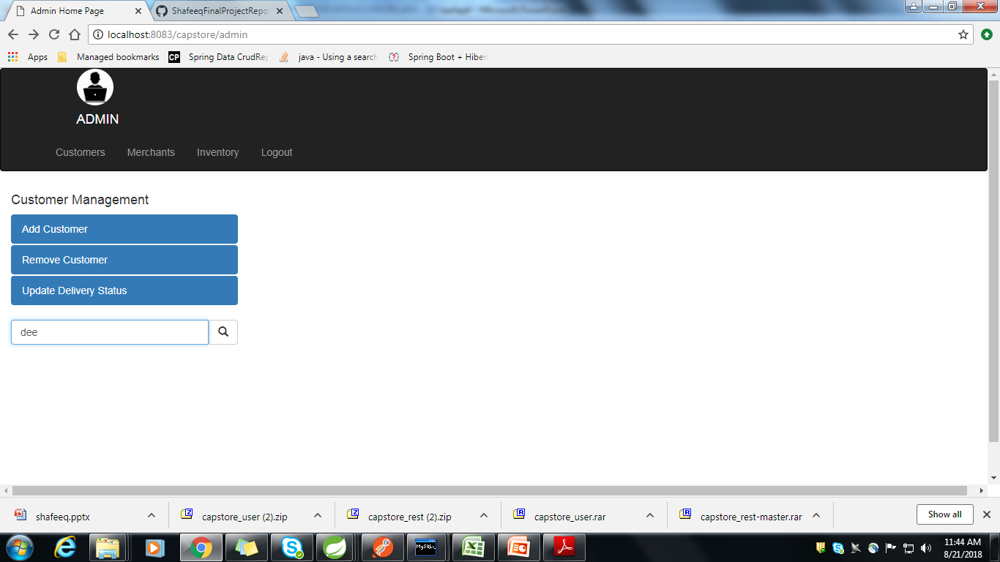 Admin Home Page
ShafeeqFinalProjectRepo
localhost:8083/capstore/admin
Apps Managed bookmarks CP Spring Data CrudRep java - Using a search Spring Boot + Hiber
ADMIN
Customers Merchants Inventory Logout
Customer Management
Add Customer
Remove Customer
Update Delivery Status
dee
shafeeq.pptx capstore_user (2).zip capstore_rest (2).zip capstore_user.rar capstore_rest-master.rar Show all
11:44 AM
8/21/2018